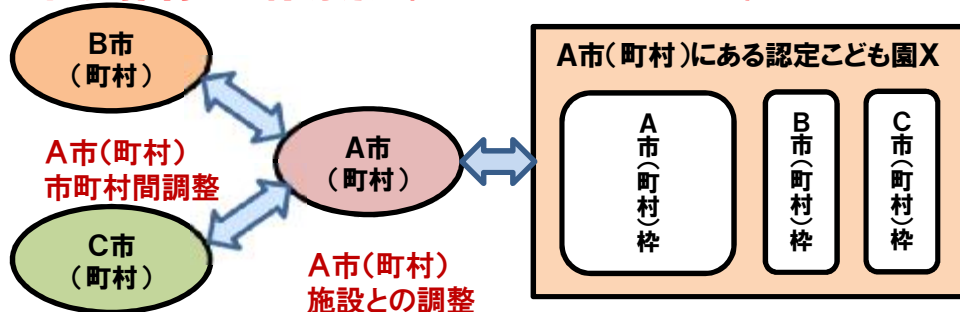 B市
(町村)
A市(町村)
市町村間調整
C市
(町村)
A市
(町村)
A市(町村)
施設との調整
A市(町村)にある認定こども園X
A市(町村)枠
B市(町村)枠
C市(町村)枠